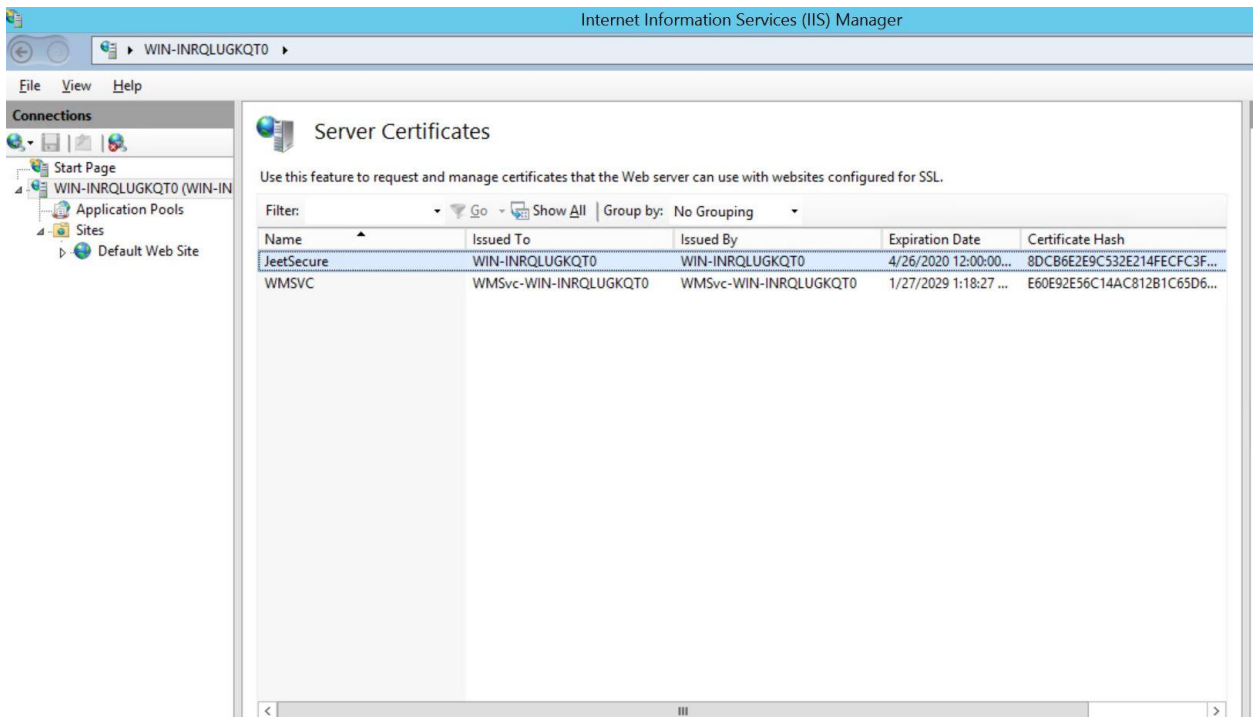 Internet Information Services (IIS) Manager
WIN-INRQLUGKQT0
File View Help
Connections
Start Page
WIN-INRQLUGKQT0 (WIN-IN
Application Pools
Sites
Default Web Site
Server Certificates
Use this feature to request and manage certificates that the Web server can use with websites configured for SSL.
Filter: Go Show All Group by: No Grouping
Name Issued To Issued By Expiration Date Certificate Hash
JeetSecure WIN-INRQLUGKQT0 WIN-INRQLUGKQT0 4/26/2020 12:00:00... 8DCB6E2E9C532E214FECFC3F...
WMSVC WMSvc-WIN-INRQLUGKQT0 WMSvc-WIN-INRQLUGKQT0 1/27/2029 1:18:27 ... E60E92E56C14AC812B1C65D6...